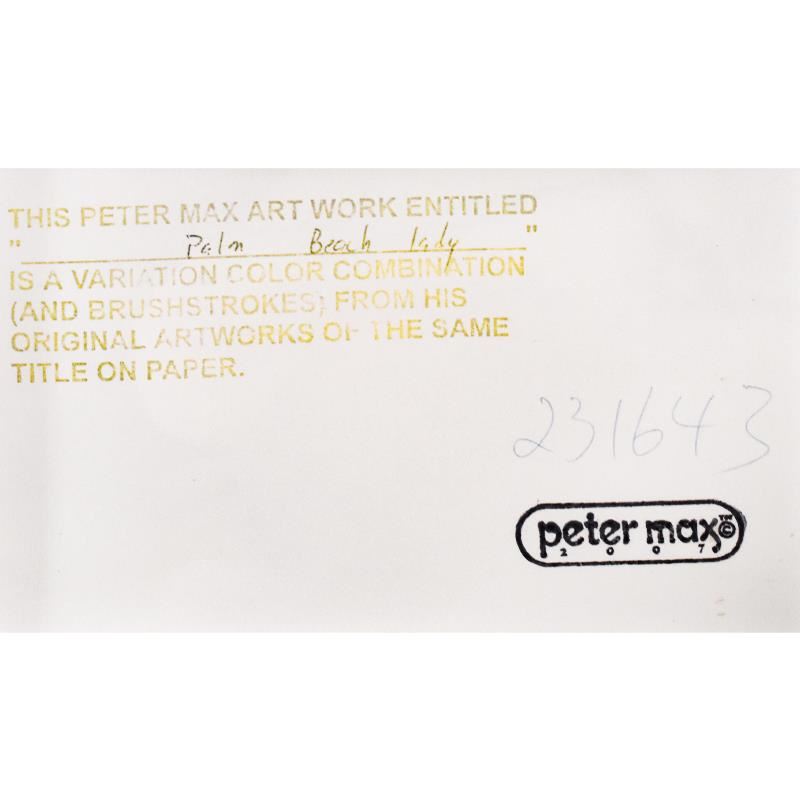 THIS PETER MAX ART WORK ENTITLED
" Palm Beach lady "
IS A VARIATION COLOR COMBINATION
(AND BRUSHSTROKES) FROM HIS
ORIGINAL ARTWORKS OF THE SAME
TITLE ON PAPER.
231643
peter max™©
2007